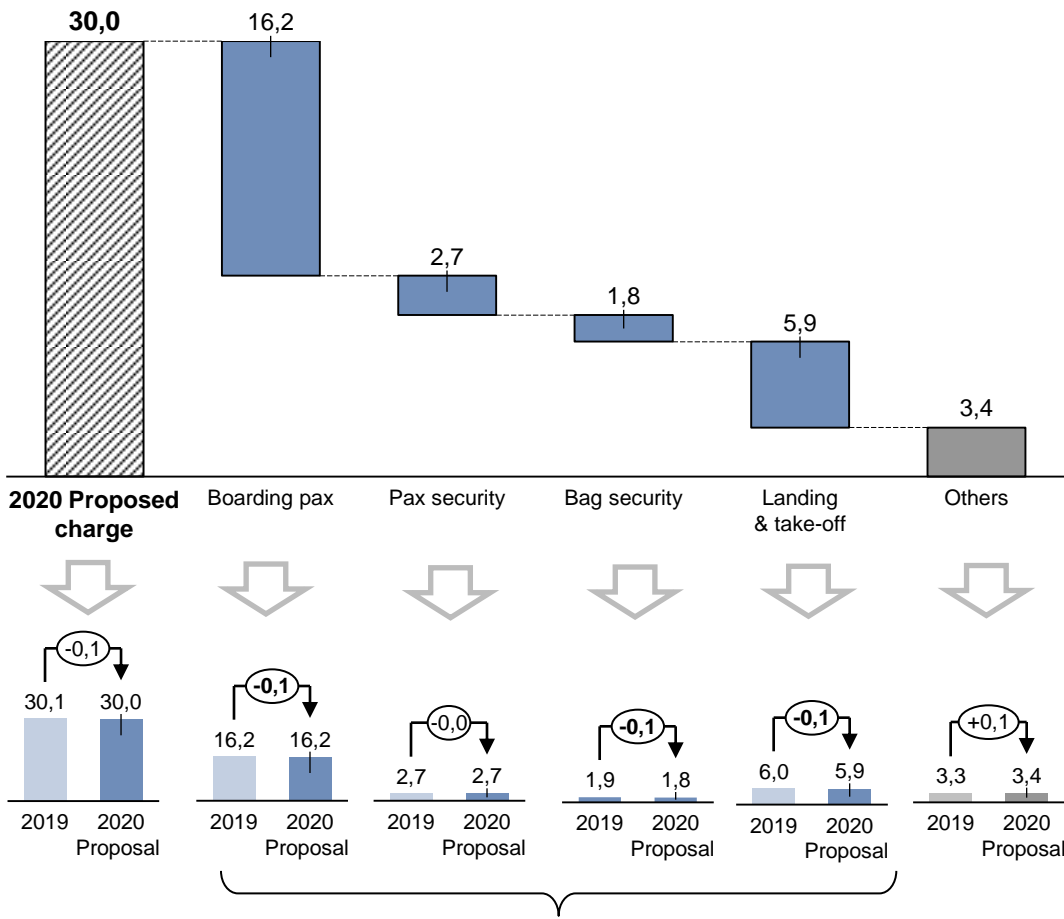 30,0
16,2
2,7
1,8
5,9
3,4
2020 Proposed
charge
Boarding pax
Pax security
Bag security
Landing
& take-off
Others
-0,1
30,1
30,0
2019
2020
Proposal
-0,1
16,2
16,2
2019
2020
Proposal
-0,0
2,7
2,7
2019
2020
Proposal
-0,1
1,9
1,8
2019
2020
Proposal
-0,1
6,0
5,9
2019
2020
Proposal
+0,1
3,3
3,4
2019
2020
Proposal